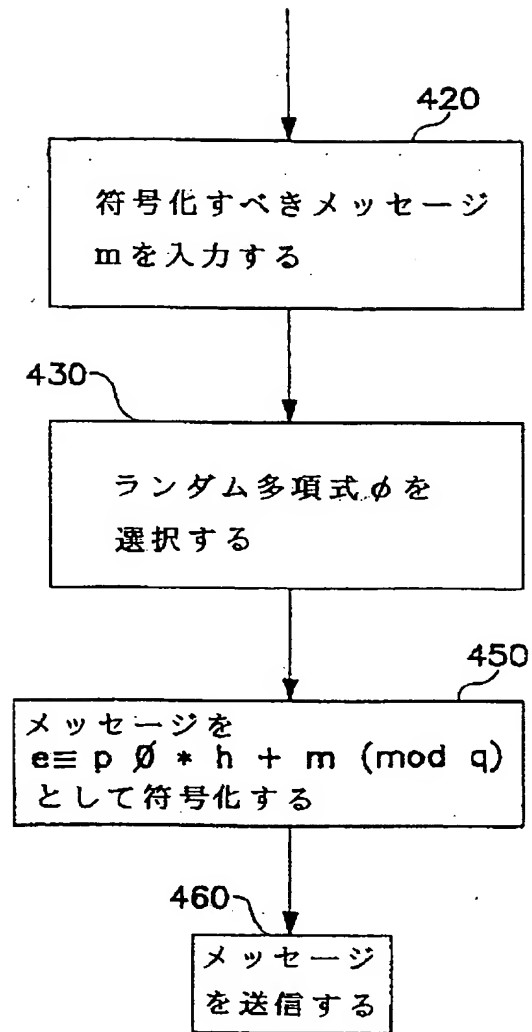 420
符号化すべきメッセージ
mを入力する
430
ランダム多項式φを
選択する
450
メッセージを
e≡ p Ø * h + m (mod q)
として符号化する
460
メッセージ
を送信する